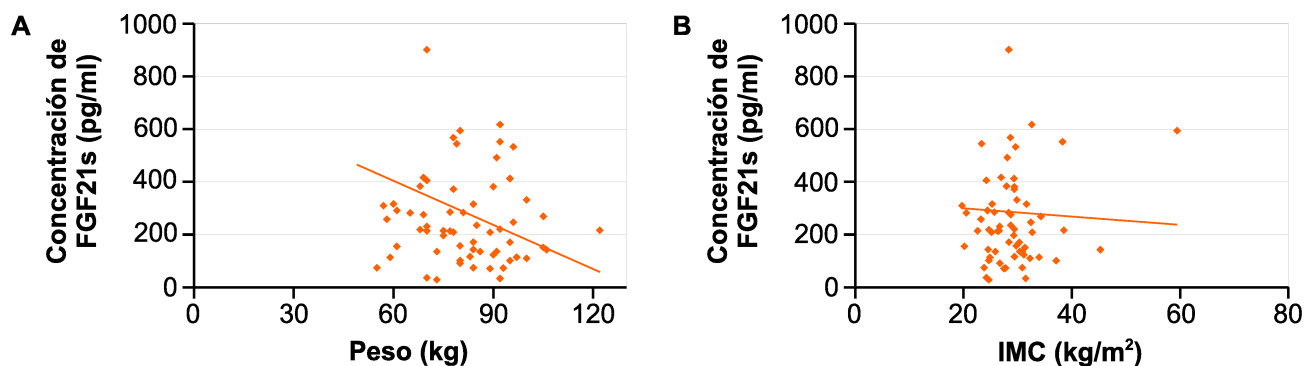 A
Concentración de
FGF21s (pg/ml)
1000
800
600
400
200
0
0 30 60 90 120
Peso (kg)
B
Concentración de
FGF21s (pg/ml)
1000
800
600
400
200
0
0 20 40 60 80
IMC (kg/m²)